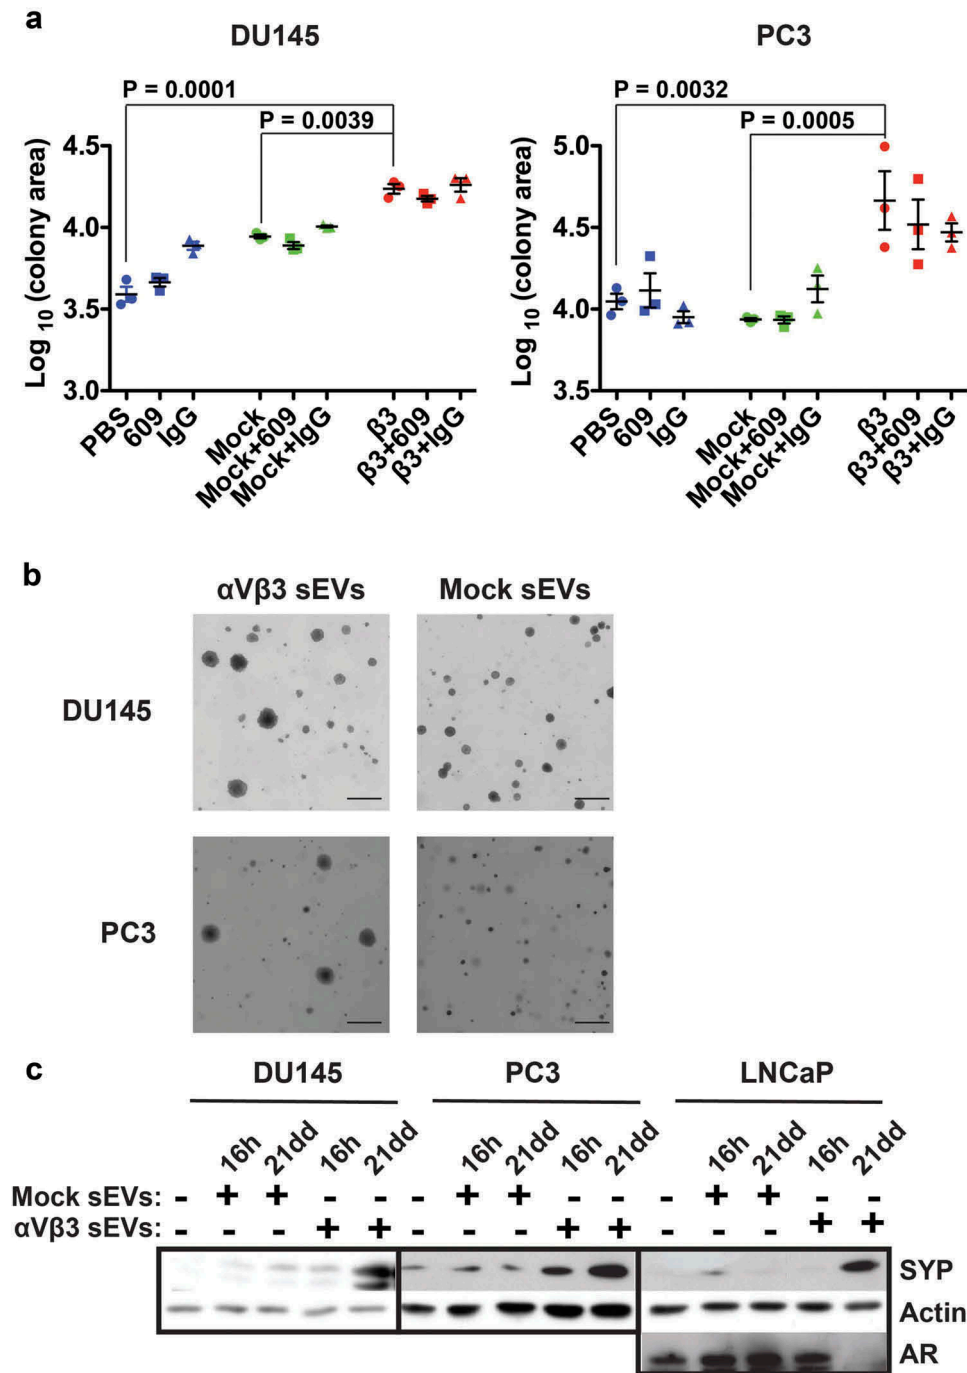 a
DU145
PC3
P = 0.0001
P = 0.0039
P = 0.0032
P = 0.0005
Log 10 (colony area)
4.5
4.0
3.5
3.0
PBS
609
IgG
Mock
Mock+609
Mock+IgG
β3
β3+609
β3+IgG
Log 10 (colony area)
5.0
4.5
4.0
3.5
PBS
609
IgG
Mock
Mock+609
Mock+IgG
β3
β3+609
β3+IgG
b
αVβ3 sEVs
Mock sEVs
DU145
PC3
c
DU145
PC3
LNCaP
16h 21dd 16h 21dd 16h 21dd 16h 21dd 16h 21dd 16h 21dd
Mock sEVs: - + + - - - + + - - - + + - -
αVβ3 sEVs: - - - + + - - - + + - - - + +
SYP
Actin
AR